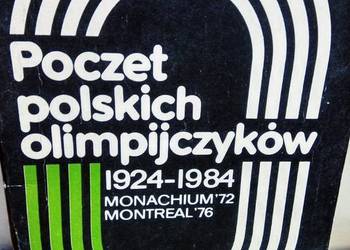 Poczet
polskich
olimpijczyków
1924-1984
MONACHIUM'72
MONTREAL'76